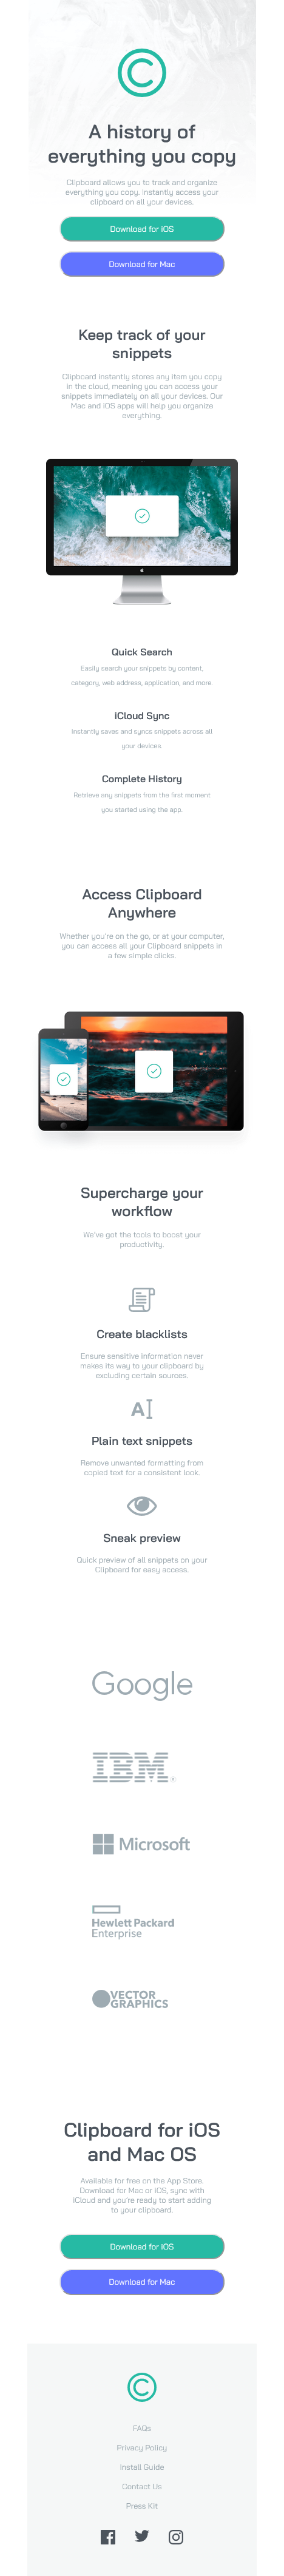 A history of
everything you copy
Clipboard allows you to track and organize
everything you copy. Instantly access your
clipboard on all your devices.
Download for iOS
Download for Mac
Keep track of your
snippets
Clipboard instantly stores any item you copy
in the cloud, meaning you can access your
snippets immediately on all your devices. Our
Mac and iOS apps will help you organize
everything.
Quick Search
Easily search your snippets by content,
category, web address, application, and more.
iCloud Sync
Instantly saves and syncs snippets across all
your devices.
Complete History
Retrieve any snippets from the first moment
you started using the app.
Access Clipboard
Anywhere
Whether you're on the go, or at your computer,
you can access all your Clipboard snippets in
a few simple clicks.
Supercharge your
workflow
We've got the tools to boost your
productivity.
Create blacklists
Ensure sensitive information never
makes its way to your clipboard by
excluding certain sources.
A
Plain text snippets
Remove unwanted formatting from
copied text for a consistent look.
Sneak preview
Quick preview of all snippets on your
Clipboard for easy access.
Google
IBM
Microsoft
Hewlett Packard
Enterprise
VECTOR
GRAPHICS
Clipboard for iOS
and Mac OS
Available for free on the App Store.
Download for Mac or iOS, sync with
iCloud and you're ready to start adding
to your clipboard.
Download for iOS
Download for Mac
FAQs
Privacy Policy
Install Guide
Contact Us
Press Kit